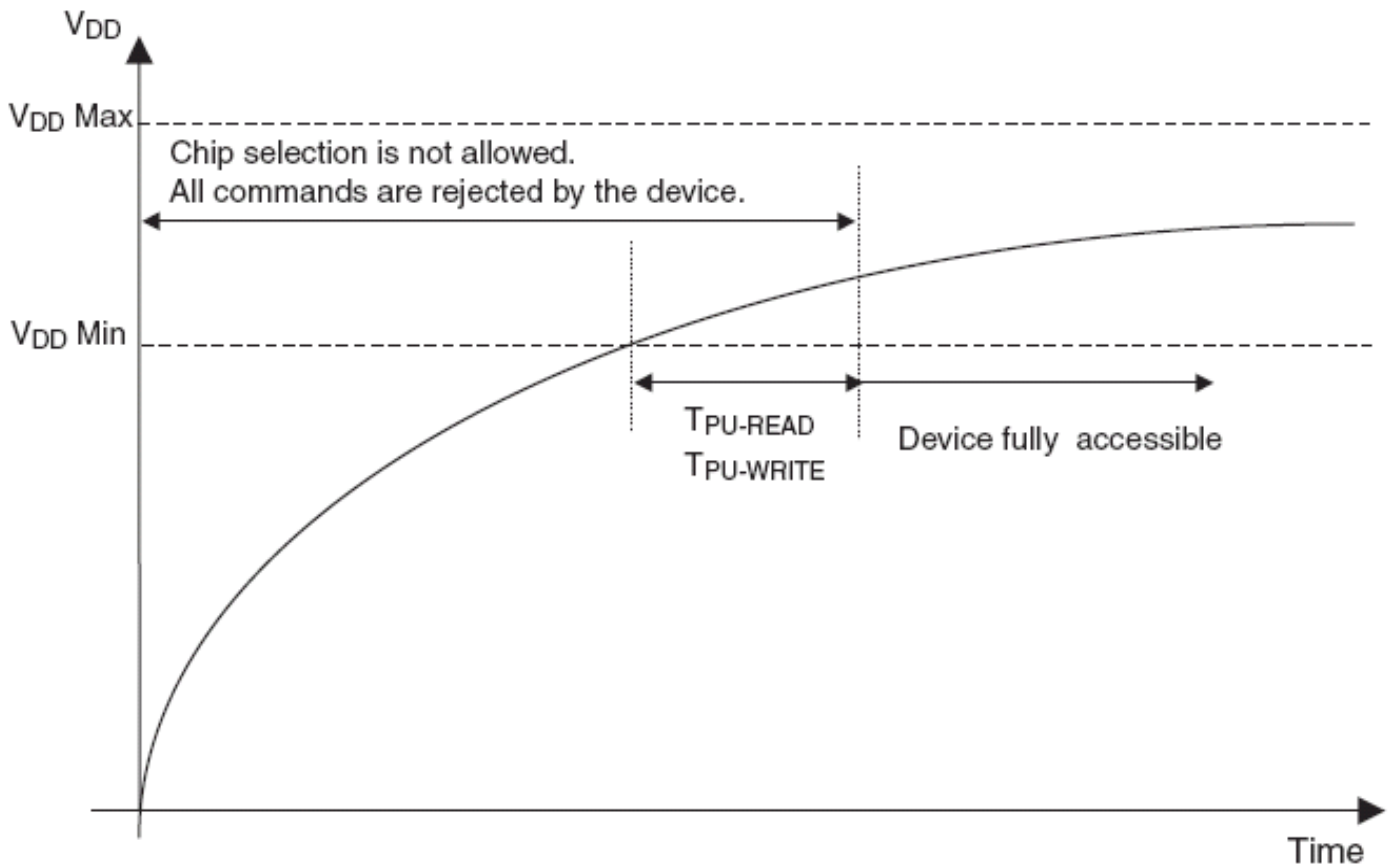 VDD
VDD Max
Chip selection is not allowed.
All commands are rejected by the device.
VDD Min
TPU-READ
TPU-WRITE
Device fully accessible
Time